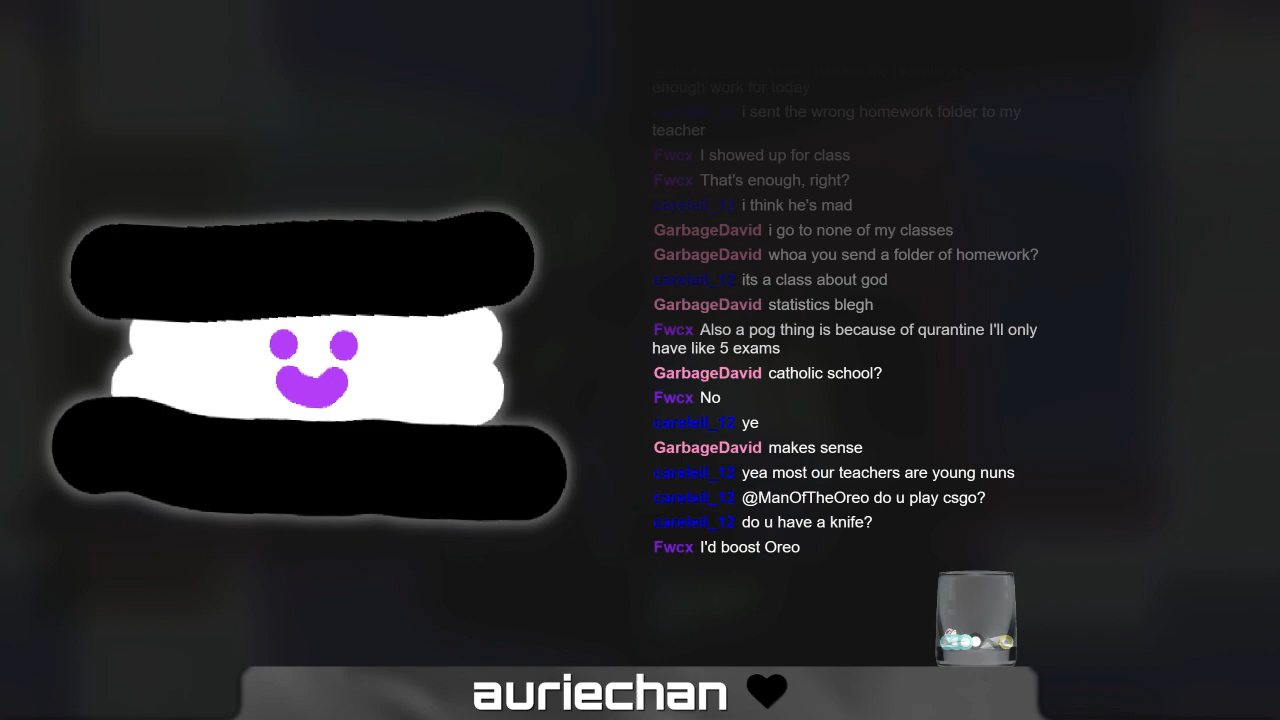 enough work for today
i sent the wrong homework folder to my
teacher
Fwcx I showed up for class
Fwcx That's enough, right?
careleil_12 i think he's mad
GarbageDavid i go to none of my classes
GarbageDavid whoa you send a folder of homework?
careleil_12 its a class about god
GarbageDavid statistics blegh
Fwcx Also a pog thing is because of qurantine I'll only
have like 5 exams
GarbageDavid catholic school?
Fwcx No
careleil_12 ye
GarbageDavid makes sense
careleil_12 yea most our teachers are young nuns
careleil_12 @ManOfTheOreo do u play csgo?
careleil_12 do u have a knife?
Fwcx I'd boost Oreo
auriechan